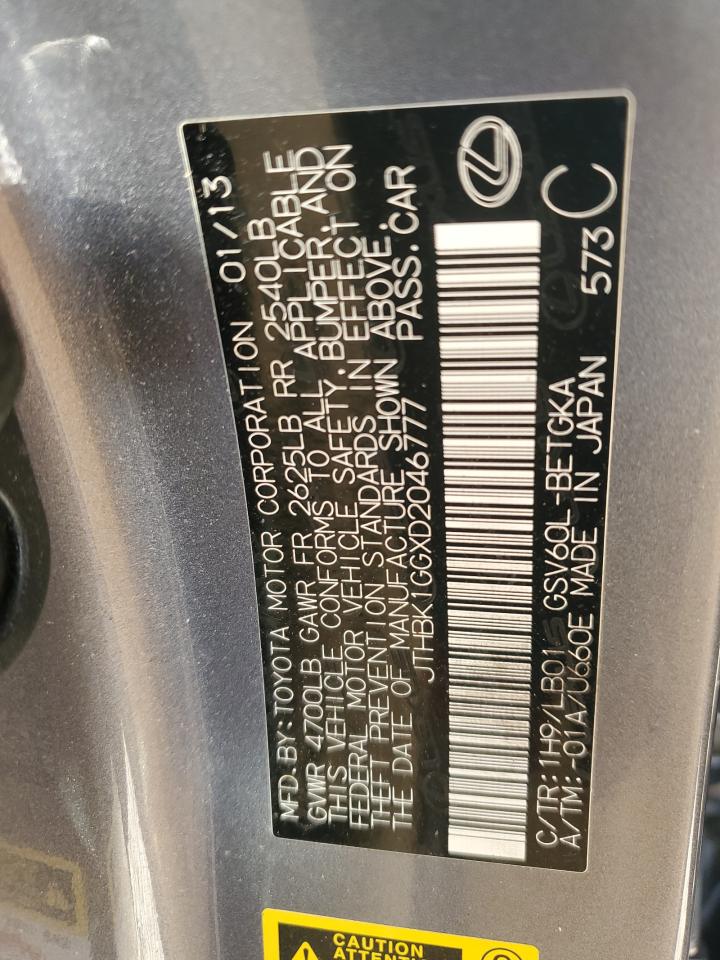 MFD. BY: TOYOTA MOTOR CORPORATION 01/13
GVWR 4700LB GAWR FR 2625LB RR 2540LB
THIS VEHICLE CONFORMS TO ALL APPLICABLE
FEDERAL MOTOR VEHICLE SAFETY, BUMPER, AND
THEFT PREVENTION STANDARDS IN EFFECT ON
THE DATE OF MANUFACTURE SHOWN ABOVE.
JTHBK1GGXD2046777 PASS. CAR
C/TR: 1H9/LB01 GSV60L-BETGKA 573 C
A/TM: -01A/U660E MADE IN JAPAN
CAUTION